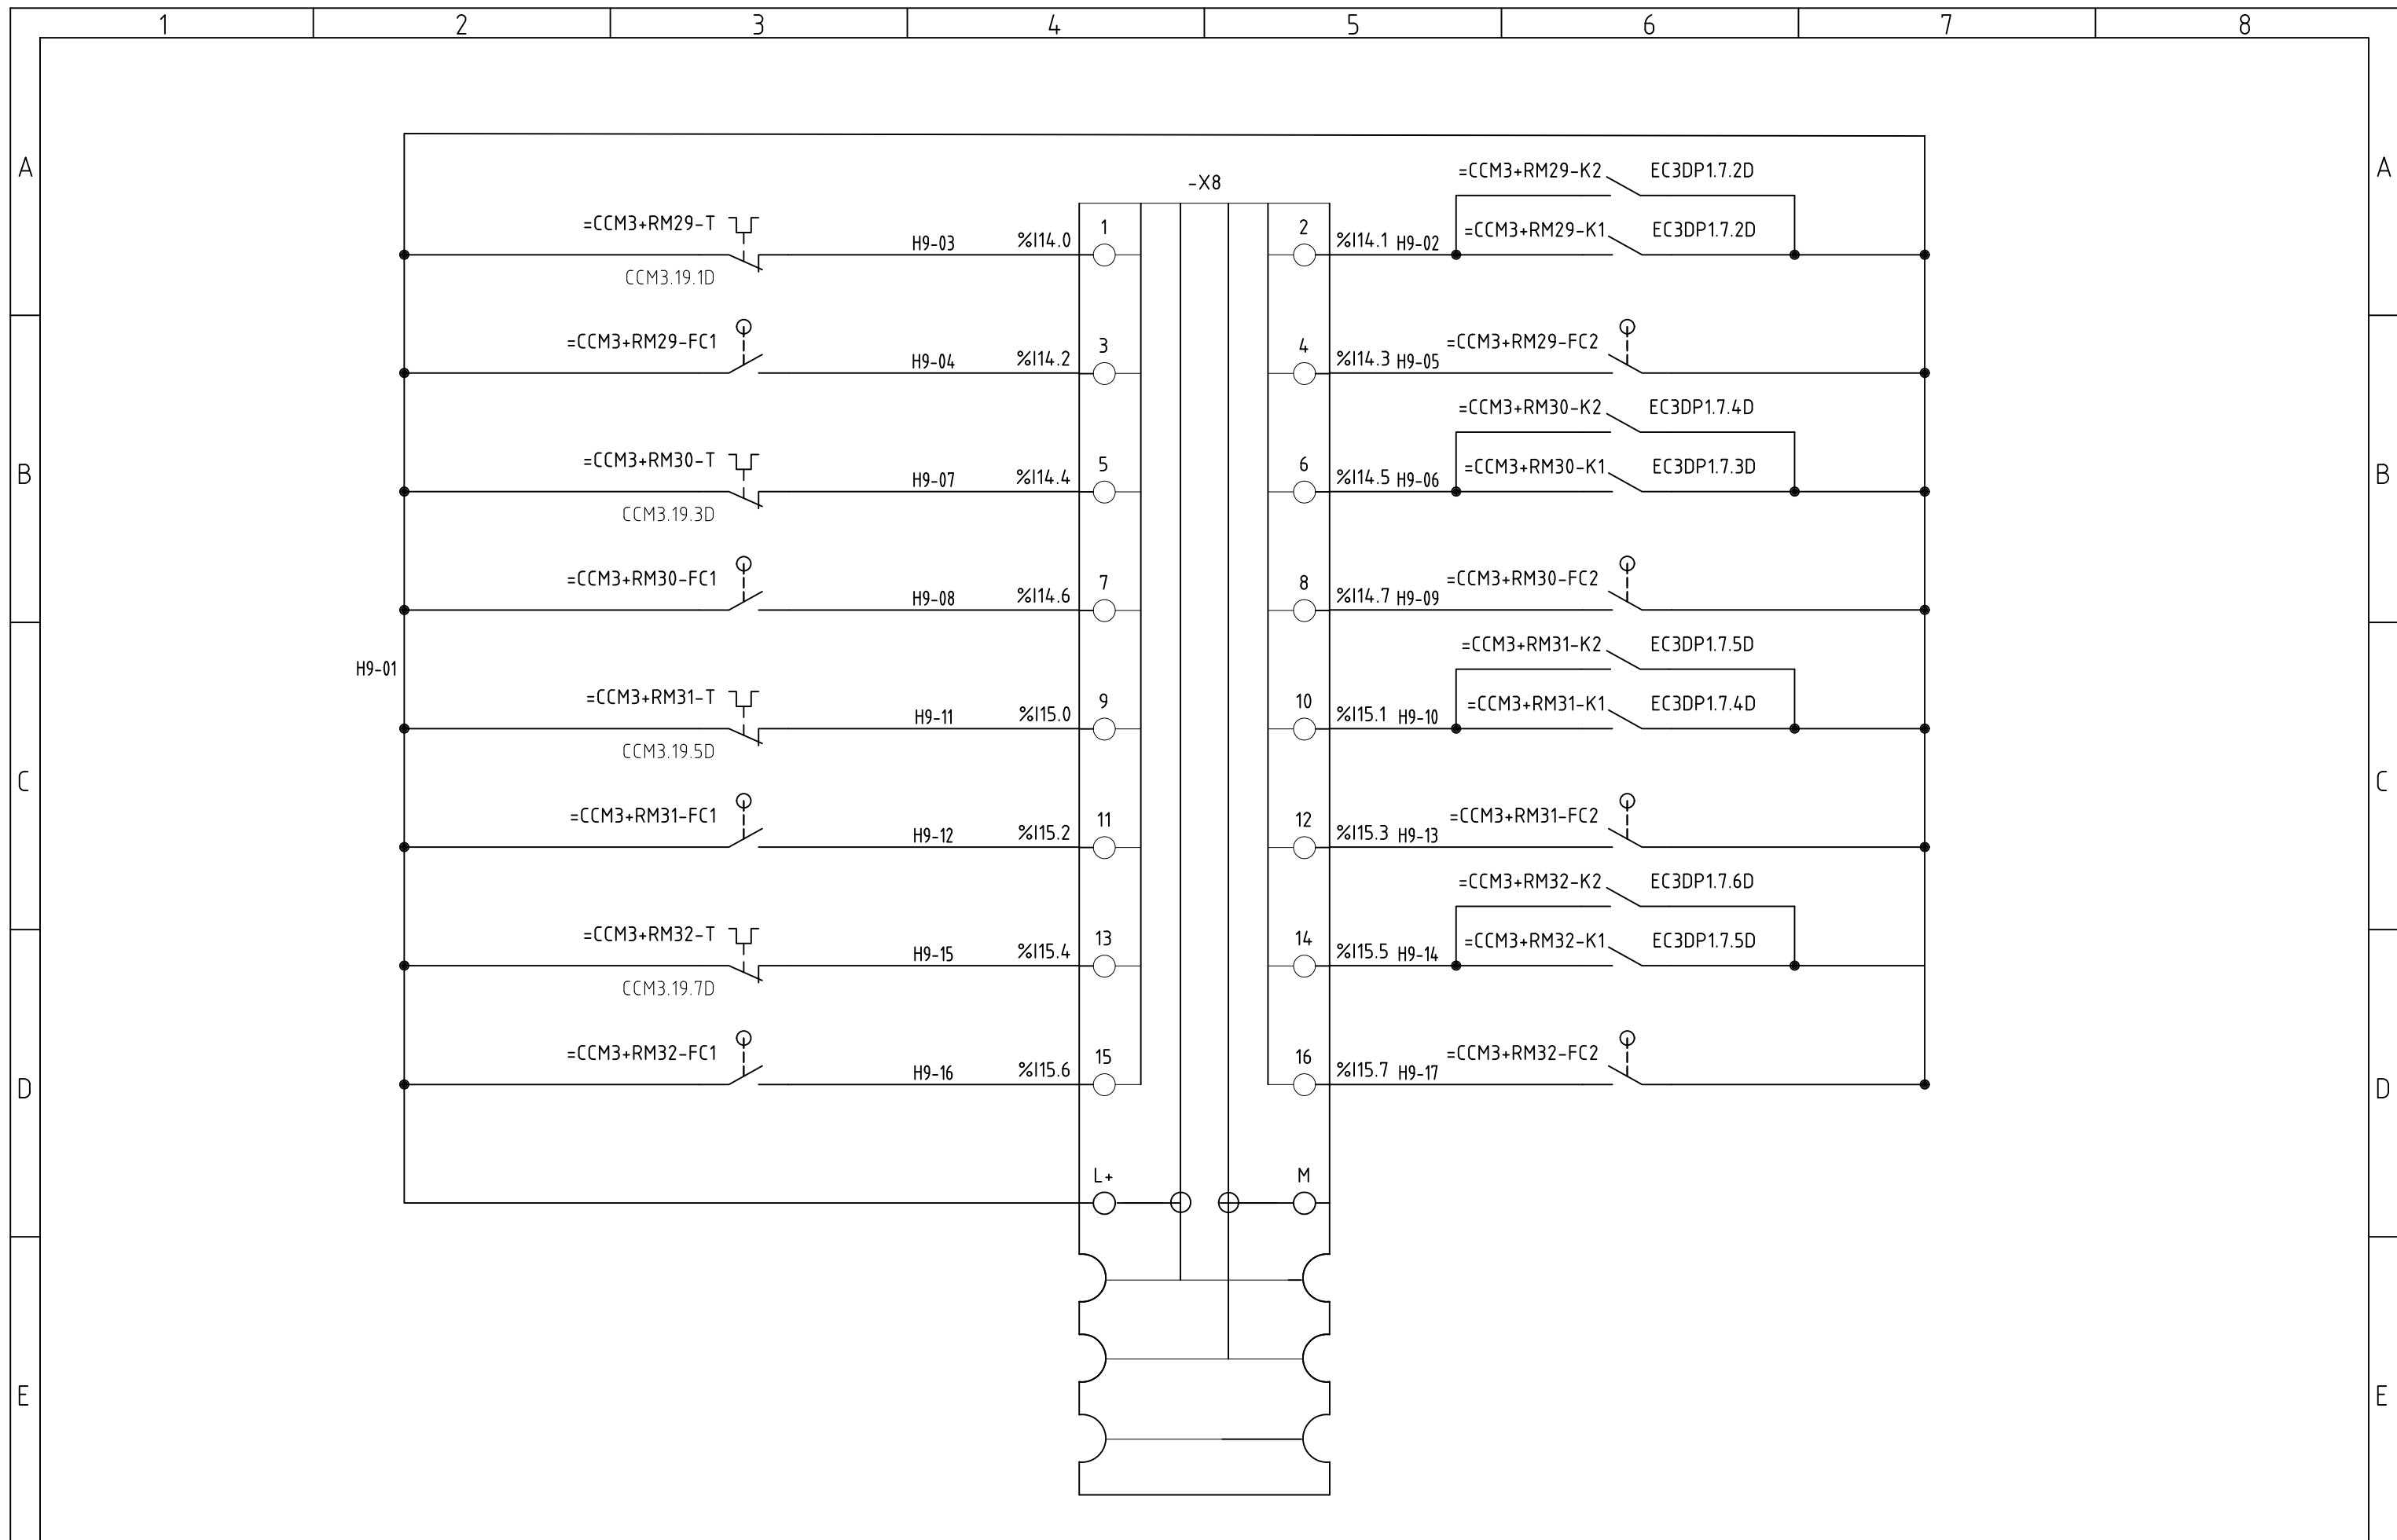 1 2 3 4 5 6 7 8
A A
-X8
=CCM3+RM29-K2 EC3DP1.7.2D
=CCM3+RM29-T H9-03 %I14.0 1 2 %I14.1 H9-02 =CCM3+RM29-K1 EC3DP1.7.2D
CCM3.19.1D
=CCM3+RM29-FC1 H9-04 %I14.2 3 4 %I14.3 H9-05 =CCM3+RM29-FC2
=CCM3+RM30-K2 EC3DP1.7.4D
B =CCM3+RM30-T H9-07 %I14.4 5 6 %I14.5 H9-06 =CCM3+RM30-K1 EC3DP1.7.3D B
CCM3.19.3D
=CCM3+RM30-FC1 H9-08 %I14.6 7 8 %I14.7 H9-09 =CCM3+RM30-FC2
=CCM3+RM31-K2 EC3DP1.7.5D
H9-01
=CCM3+RM31-T H9-11 %I15.0 9 10 %I15.1 H9-10 =CCM3+RM31-K1 EC3DP1.7.4D
CCM3.19.5D
C C
=CCM3+RM31-FC1 H9-12 %I15.2 11 12 %I15.3 H9-13 =CCM3+RM31-FC2
=CCM3+RM32-K2 EC3DP1.7.6D
=CCM3+RM32-T H9-15 %I15.4 13 14 %I15.5 H9-14 =CCM3+RM32-K1 EC3DP1.7.5D
CCM3.19.7D
=CCM3+RM32-FC1 H9-16 %I15.6 15 16 %I15.7 H9-17 =CCM3+RM32-FC2
D D
L+ M
E E